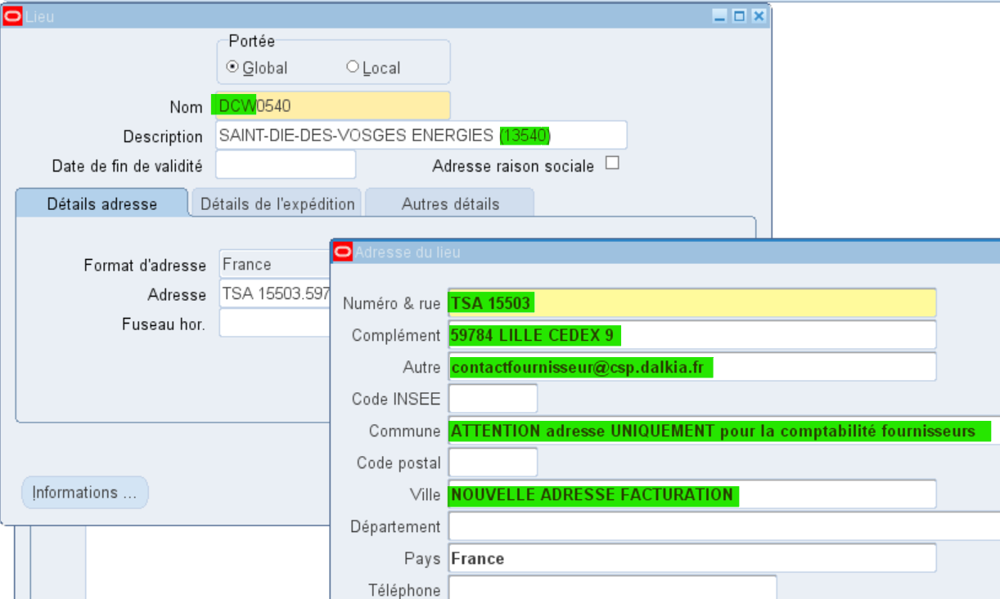 Lieu
Portée
Global Local
Nom DCW0540
Description SAINT-DIE-DES-VOSGES ENERGIES (13540)
Date de fin de validité Adresse raison sociale
Détails adresse Détails de l'expédition Autres détails
Format d'adresse France
Adresse TSA 15503.597
Fuseau hor.
Informations ...
Adresse du lieu
Numéro & rue TSA 15503
Complément 59784 LILLE CEDEX 9
Autre contactfournisseur@csp.dalkia.fr
Code INSEE
Commune ATTENTION adresse UNIQUEMENT pour la comptabilité fournisseurs
Code postal
Ville NOUVELLE ADRESSE FACTURATION
Département
Pays France
Téléphone